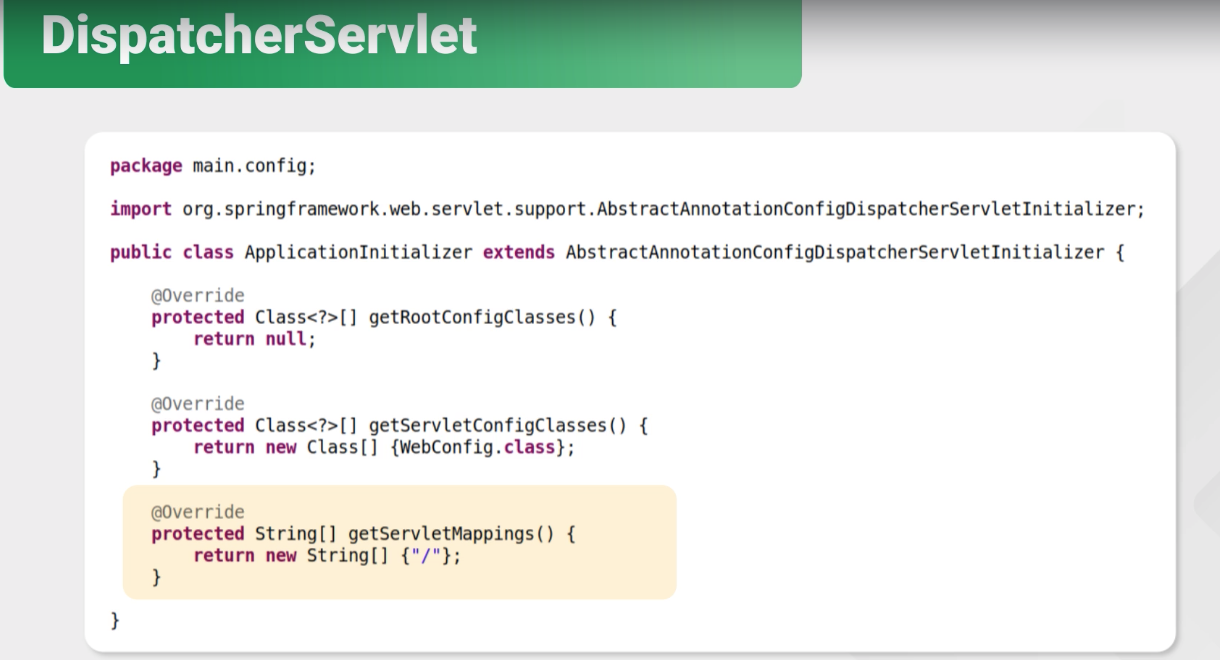 DispatcherServlet
package main.config;
import org.springframework.web.servlet.support.AbstractAnnotationConfigDispatcherServletInitializer;
public class ApplicationInitializer extends AbstractAnnotationConfigDispatcherServletInitializer {
@Override
protected Class<?>[] getRootConfigClasses() {
return null;
}
@Override
protected Class<?>[] getServletConfigClasses() {
return new Class[] {WebConfig.class};
}
@Override
protected String[] getServletMappings() {
return new String[] {"/"};
}
}